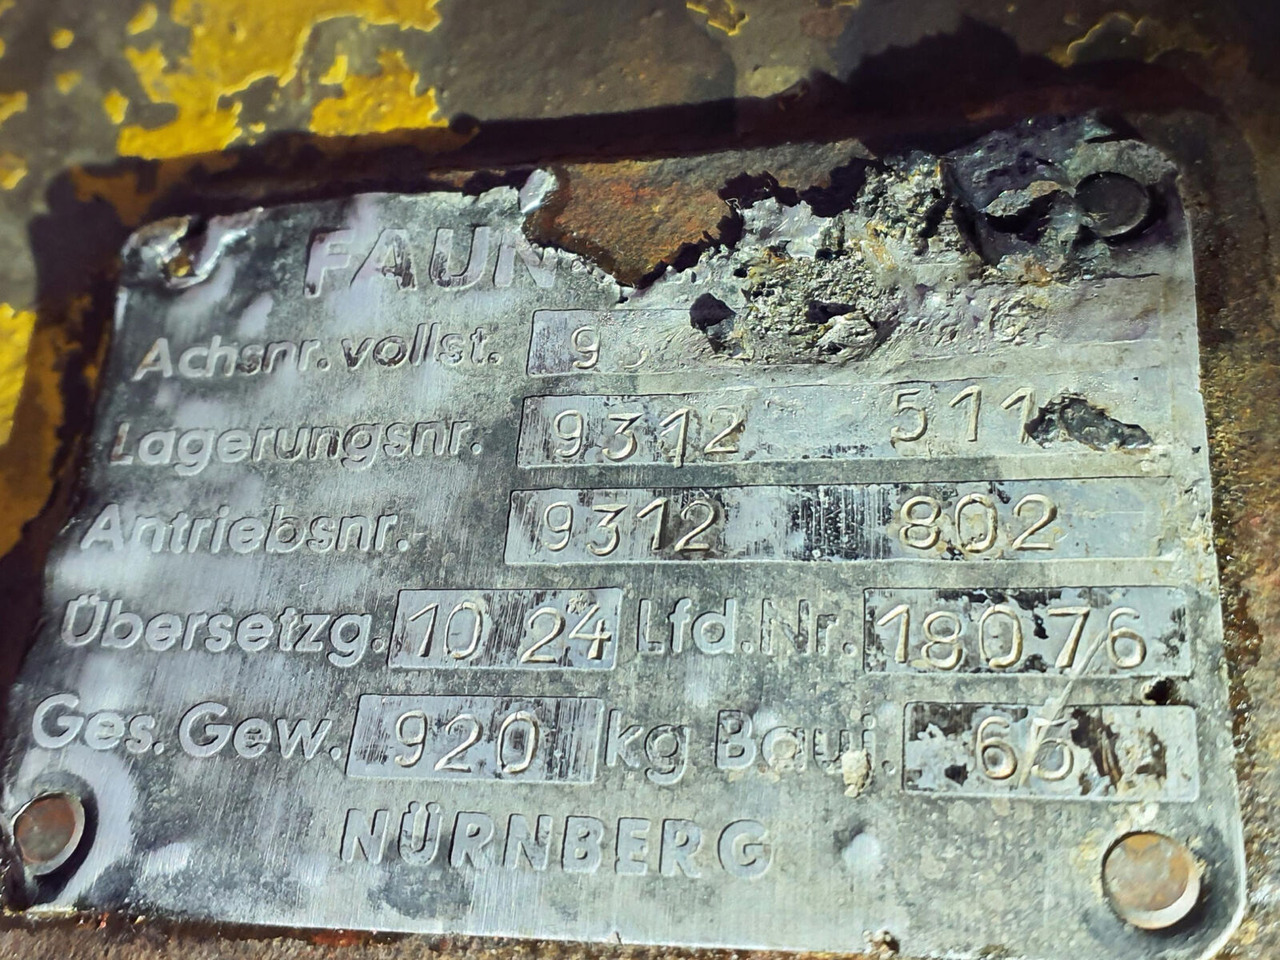 FAUN
Achsnr. vollst. 9
Lagerungsnr. 9312 511
Antriebsnr. 9312 802
Übersetzg. 10 24 Lfd. Nr. 18076
Ges. Gew. 920 kg Bauj. 65
NÜRNBERG